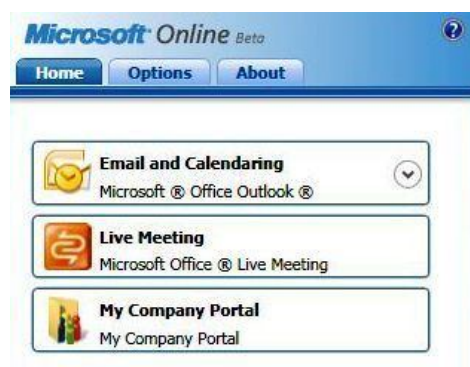 Microsoft® Online Beta
Home Options About
Email and Calendaring
Microsoft ® Office Outlook ®
Live Meeting
Microsoft Office ® Live Meeting
My Company Portal
My Company Portal